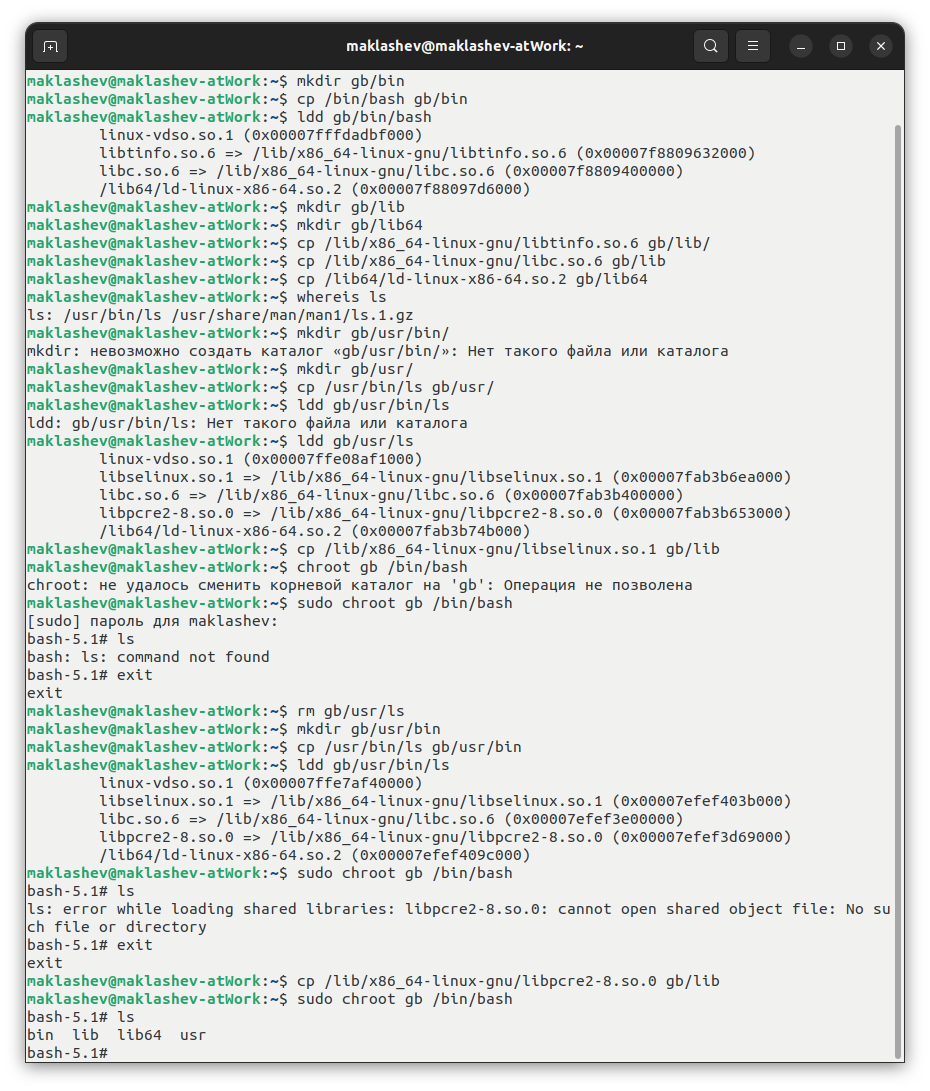 maklashev@maklashev-atWork: ~
maklashev@maklashev-atWork:~$ mkdir gb/bin
maklashev@maklashev-atWork:~$ cp /bin/bash gb/bin
maklashev@maklashev-atWork:~$ ldd gb/bin/bash
        linux-vdso.so.1 (0x00007fffdadbf000)
        libtinfo.so.6 => /lib/x86_64-linux-gnu/libtinfo.so.6 (0x00007f8809632000)
        libc.so.6 => /lib/x86_64-linux-gnu/libc.so.6 (0x00007f8809400000)
        /lib64/ld-linux-x86-64.so.2 (0x00007f88097d6000)
maklashev@maklashev-atWork:~$ mkdir gb/lib
maklashev@maklashev-atWork:~$ mkdir gb/lib64
maklashev@maklashev-atWork:~$ cp /lib/x86_64-linux-gnu/libtinfo.so.6 gb/lib/
maklashev@maklashev-atWork:~$ cp /lib/x86_64-linux-gnu/libc.so.6 gb/lib
maklashev@maklashev-atWork:~$ cp /lib64/ld-linux-x86-64.so.2 gb/lib64
maklashev@maklashev-atWork:~$ whereis ls
ls: /usr/bin/ls /usr/share/man/man1/ls.1.gz
maklashev@maklashev-atWork:~$ mkdir gb/usr/bin/
mkdir: невозможно создать каталог «gb/usr/bin/»: Нет такого файла или каталога
maklashev@maklashev-atWork:~$ mkdir gb/usr/
maklashev@maklashev-atWork:~$ cp /usr/bin/ls gb/usr/
maklashev@maklashev-atWork:~$ ldd gb/usr/bin/ls
ldd: gb/usr/bin/ls: Нет такого файла или каталога
maklashev@maklashev-atWork:~$ ldd gb/usr/ls
        linux-vdso.so.1 (0x00007ffe08af1000)
        libselinux.so.1 => /lib/x86_64-linux-gnu/libselinux.so.1 (0x00007fab3b6ea000)
        libc.so.6 => /lib/x86_64-linux-gnu/libc.so.6 (0x00007fab3b400000)
        libpcre2-8.so.0 => /lib/x86_64-linux-gnu/libpcre2-8.so.0 (0x00007fab3b653000)
        /lib64/ld-linux-x86-64.so.2 (0x00007fab3b74b000)
maklashev@maklashev-atWork:~$ cp /lib/x86_64-linux-gnu/libselinux.so.1 gb/lib
maklashev@maklashev-atWork:~$ chroot gb /bin/bash
chroot: не удалось сменить корневой каталог на 'gb': Операция не позволена
maklashev@maklashev-atWork:~$ sudo chroot gb /bin/bash
[sudo] пароль для maklashev:
bash-5.1# ls
bash: ls: command not found
bash-5.1# exit
exit
maklashev@maklashev-atWork:~$ rm gb/usr/ls
maklashev@maklashev-atWork:~$ mkdir gb/usr/bin
maklashev@maklashev-atWork:~$ cp /usr/bin/ls gb/usr/bin
maklashev@maklashev-atWork:~$ ldd gb/usr/bin/ls
        linux-vdso.so.1 (0x00007ffe7af40000)
        libselinux.so.1 => /lib/x86_64-linux-gnu/libselinux.so.1 (0x00007efef403b000)
        libc.so.6 => /lib/x86_64-linux-gnu/libc.so.6 (0x00007efef3e00000)
        libpcre2-8.so.0 => /lib/x86_64-linux-gnu/libpcre2-8.so.0 (0x00007efef3d69000)
        /lib64/ld-linux-x86-64.so.2 (0x00007efef409c000)
maklashev@maklashev-atWork:~$ sudo chroot gb /bin/bash
bash-5.1# ls
ls: error while loading shared libraries: libpcre2-8.so.0: cannot open shared object file: No su
ch file or directory
bash-5.1# exit
exit
maklashev@maklashev-atWork:~$ cp /lib/x86_64-linux-gnu/libpcre2-8.so.0 gb/lib
maklashev@maklashev-atWork:~$ sudo chroot gb /bin/bash
bash-5.1# ls
bin  lib  lib64  usr
bash-5.1#